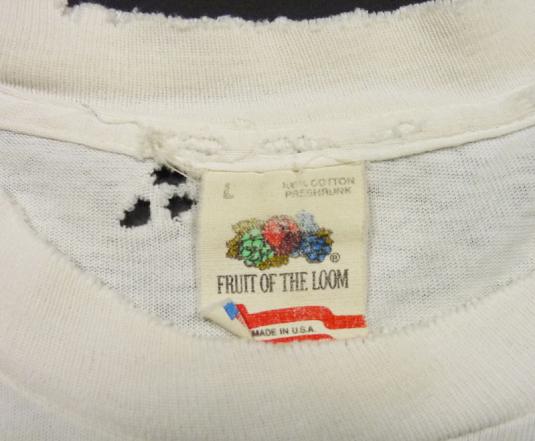 L
100% COTTON
PRESHRUNK
®
FRUIT OF THE LOOM
MADE IN U.S.A.